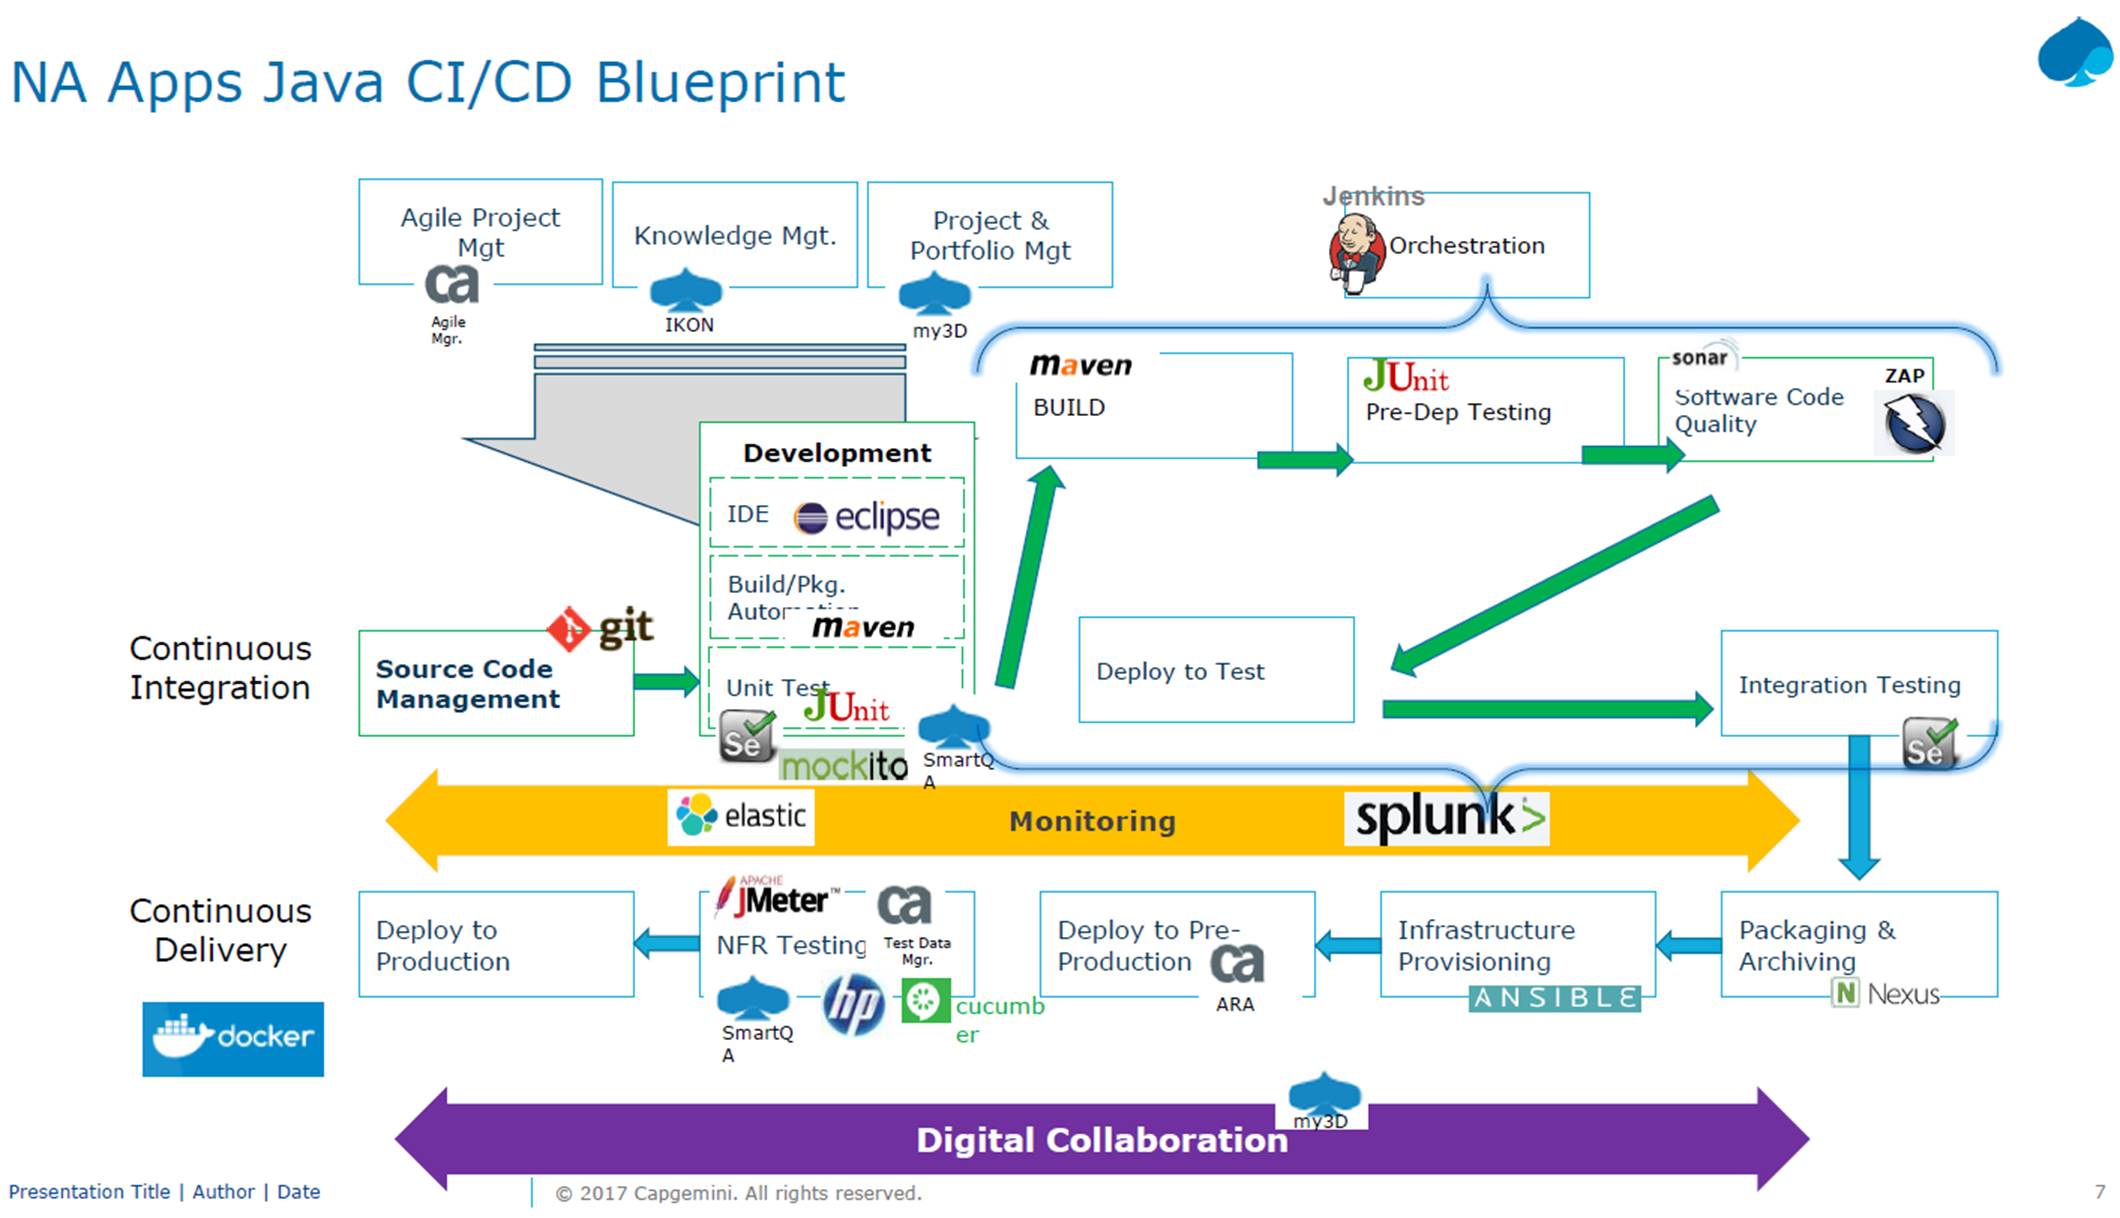 NA Apps Java CI/CD Blueprint
Agile Project
Mgt
ca
Agile
Mgr.
Knowledge Mgt.
IKON
Project &
Portfolio Mgt
my3D
Jenkins
Orchestration
maven
BUILD
JUnit
Pre-Dep Testing
sonar
ZAP
Software Code
Quality
Development
IDE
eclipse
Build/Pkg.
maven
Unit Test
JUnit
Se
mockito
SmartQ
A
Continuous
Integration
git
Source Code
Management
Deploy to Test
Integration Testing
Se
elastic
Monitoring
splunk>
Continuous
Delivery
docker
Deploy to
Production
APACHE
JMeter™
ca
NFR Testing
Test Data
Mgr.
SmartQ
A
hp
cucumb
er
Deploy to Pre-
Production
ca
ARA
Infrastructure
Provisioning
ANSIBLE
Packaging &
Archiving
N Nexus
my3D
Digital Collaboration
Presentation Title | Author | Date
© 2017 Capgemini. All rights reserved.
7